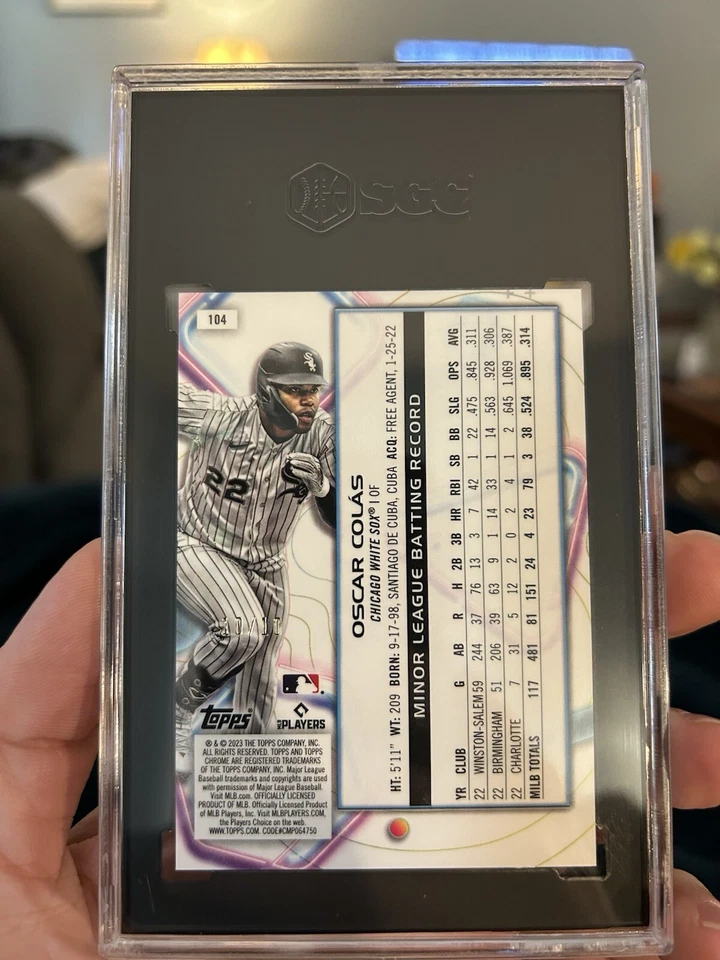 SGC
104
OSCAR COLÁS
CHICAGO WHITE SOX® | OF
HT: 5'11" WT: 209 BORN: 9-17-98, SANTIAGO DE CUBA, CUBA ACQ: FREE AGENT, 1-25-22
MINOR LEAGUE BATTING RECORD
YR CLUB G AB R H 2B 3B HR RBI SB BB SLG OPS AVG
22 WINSTON-SALEM 59 244 37 76 13 3 7 42 1 22 .475 .845 .311
22 BIRMINGHAM 51 206 39 63 9 1 14 33 1 14 .563 .928 .306
22 CHARLOTTE 7 31 5 12 2 0 2 4 1 2 .645 1.069 .387
MILB TOTALS 117 481 81 151 24 4 23 79 3 38 .524 .895 .314
22
Topps
PLAYERS
® & © 2023 THE TOPPS COMPANY, INC.
ALL RIGHTS RESERVED. TOPPS AND TOPPS
CHROME ARE REGISTERED TRADEMARKS
OF THE TOPPS COMPANY, INC. Major League
Baseball trademarks and copyrights are used
with permission of Major League Baseball.
Visit MLB.com. OFFICIALLY LICENSED
PRODUCT OF MLB. Officially Licensed Product
of MLB Players, Inc. Visit MLBPLAYERS.COM,
the Players Choice on the web.
WWW.TOPPS.COM CODE#CMP064750